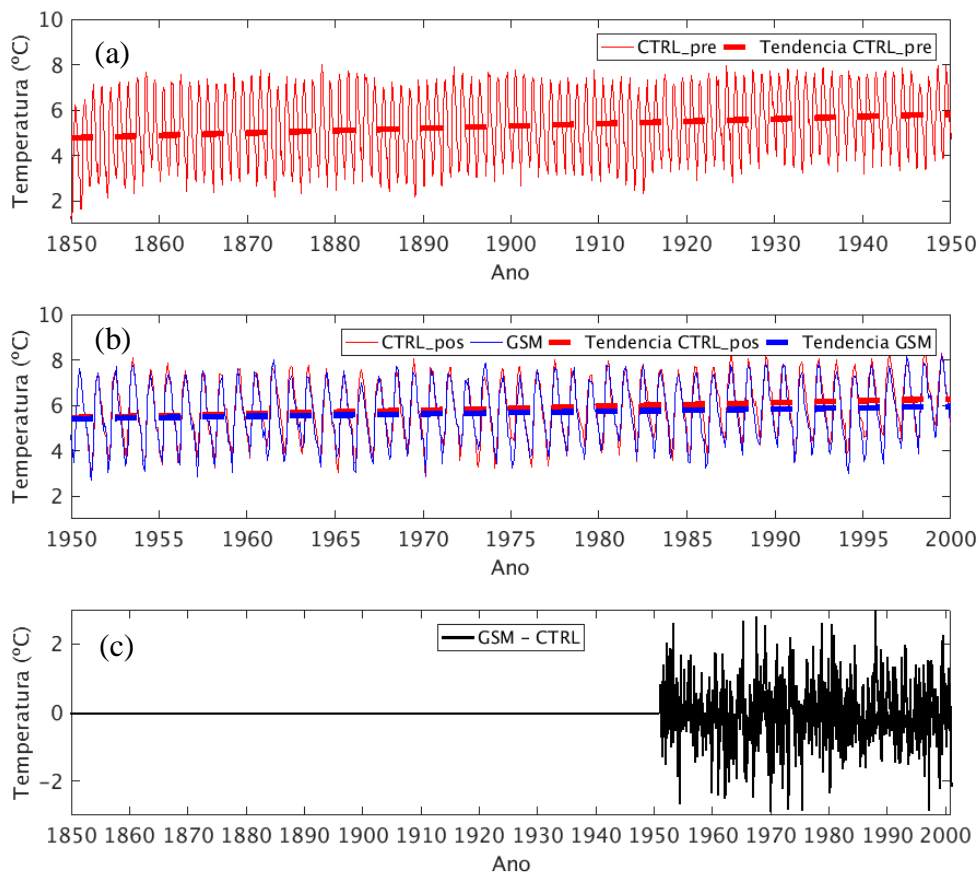 (a)
CTRL_pre Tendencia CTRL_pre
Temperatura (ºC)
10
8
6
4
2
1850 1860 1870 1880 1890 1900 1910 1920 1930 1940 1950
Ano
(b)
CTRL_pos GSM Tendencia CTRL_pos Tendencia GSM
Temperatura (ºC)
10
8
6
4
2
1950 1955 1960 1965 1970 1975 1980 1985 1990 1995 2000
Ano
(c)
GSM - CTRL
Temperatura (ºC)
2
0
-2
1850 1860 1870 1880 1890 1900 1910 1920 1930 1940 1950 1960 1970 1980 1990 2000
Ano